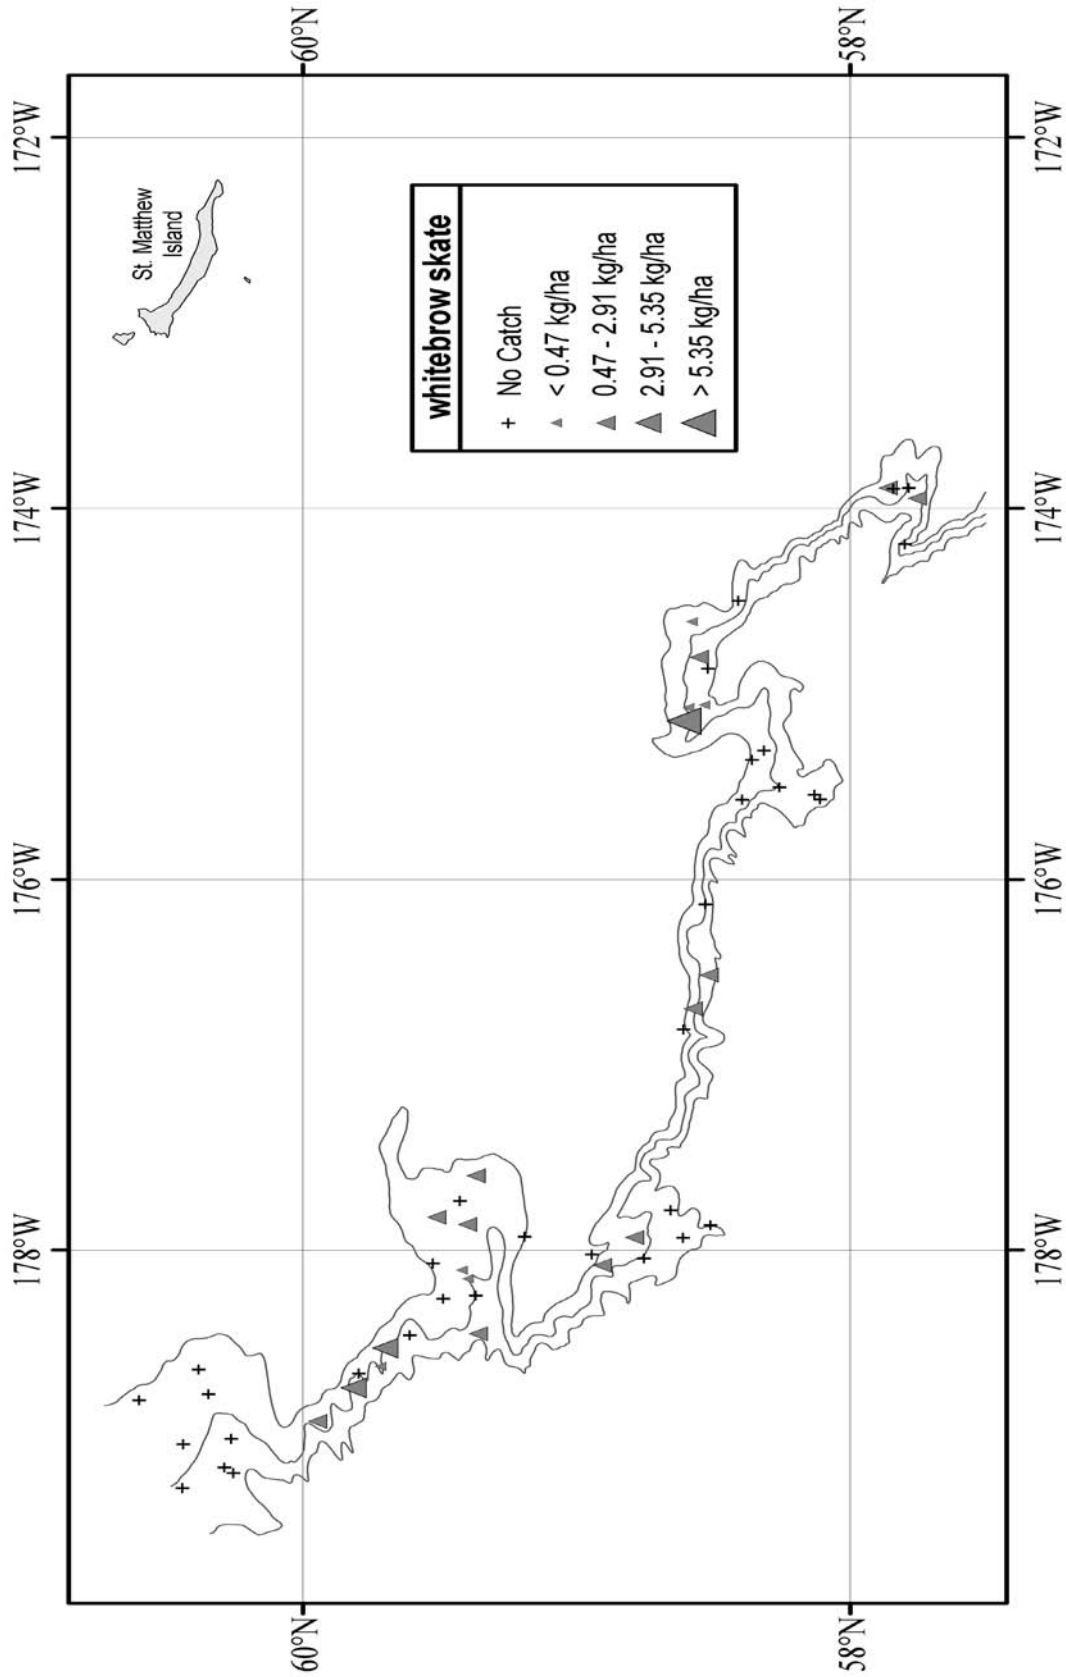 172°W
174°W
176°W
178°W
60°N
58°N
St. Matthew
Island
whitebrow skate
No Catch
< 0.47 kg/ha
0.47 - 2.91 kg/ha
2.91 - 5.35 kg/ha
> 5.35 kg/ha
60°N
58°N
172°W
174°W
176°W
178°W